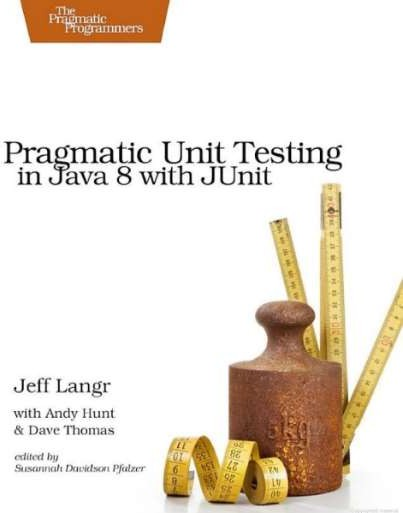 The
Pragmatic
Programmers
Pragmatic Unit Testing
in Java 8 with JUnit
Jeff Langr
with Andy Hunt
& Dave Thomas
edited by
Susannah Davidson Pfalzer